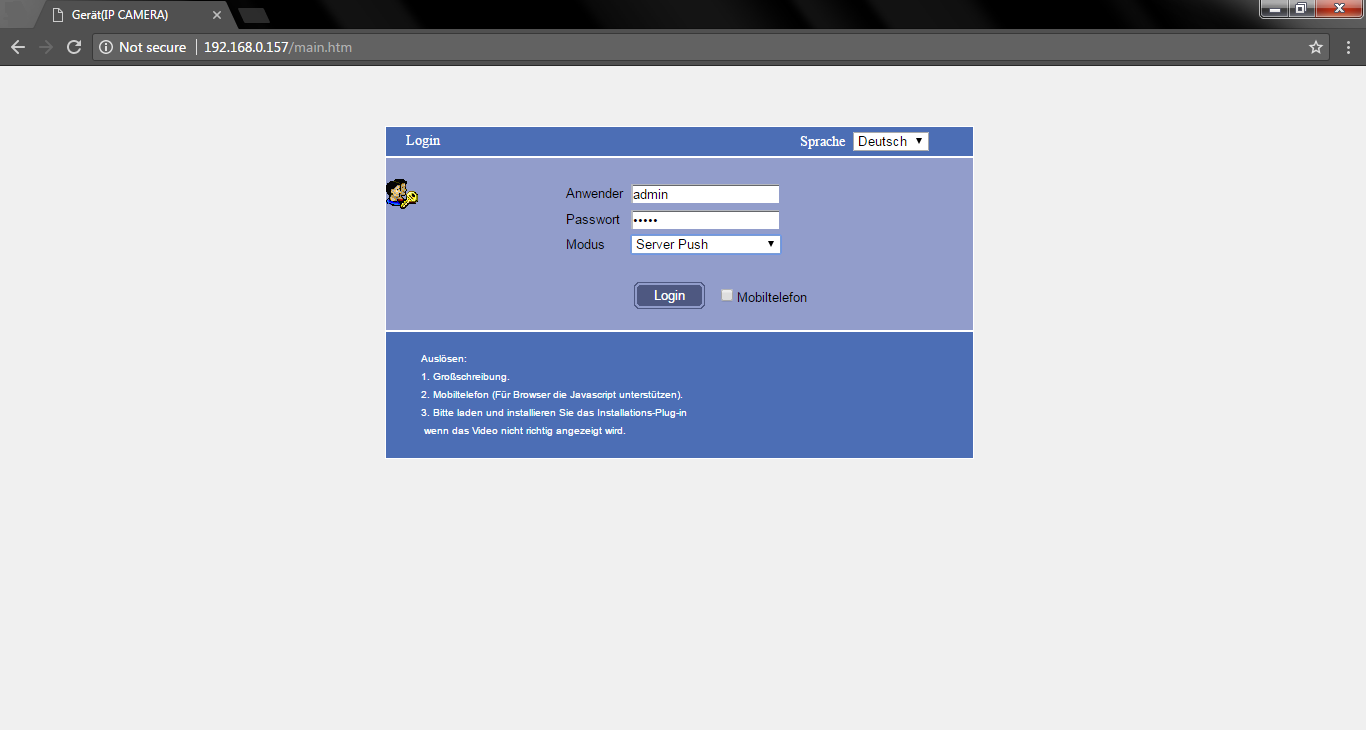 Gerät(IP CAMERA)
Not secure 192.168.0.157/main.htm
Login Sprache Deutsch
Anwender admin
Passwort •••••
Modus Server Push
Login Mobiltelefon
Auslösen:
1. Großschreibung.
2. Mobiltelefon (Für Browser die Javascript unterstützen).
3. Bitte laden und installieren Sie das Installations-Plug-in
wenn das Video nicht richtig angezeigt wird.